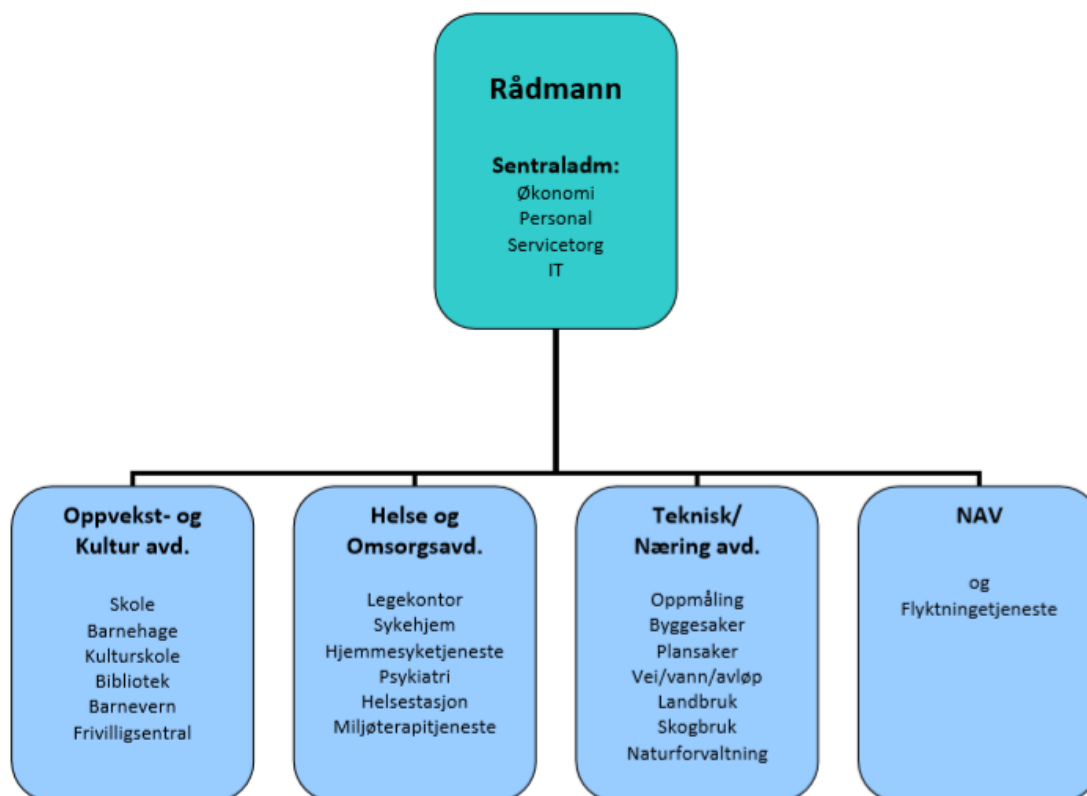 Rådmann
Sentraladm:
Økonomi
Personal
Servicetorg
IT
Oppvekst- og
Kultur avd.
Skole
Barnehage
Kulturskole
Bibliotek
Barnevern
Frivilligsentral
Helse og
Omsorgsavd.
Legekontor
Sykehjem
Hjemmesyketjeneste
Psykiatri
Helsestasjon
Miljøterapitjeneste
Teknisk/
Næring avd.
Oppmåling
Byggesaker
Plansaker
Vei/vann/avløp
Landbruk
Skogbruk
Naturforvaltning
NAV
og
Flyktningetjeneste